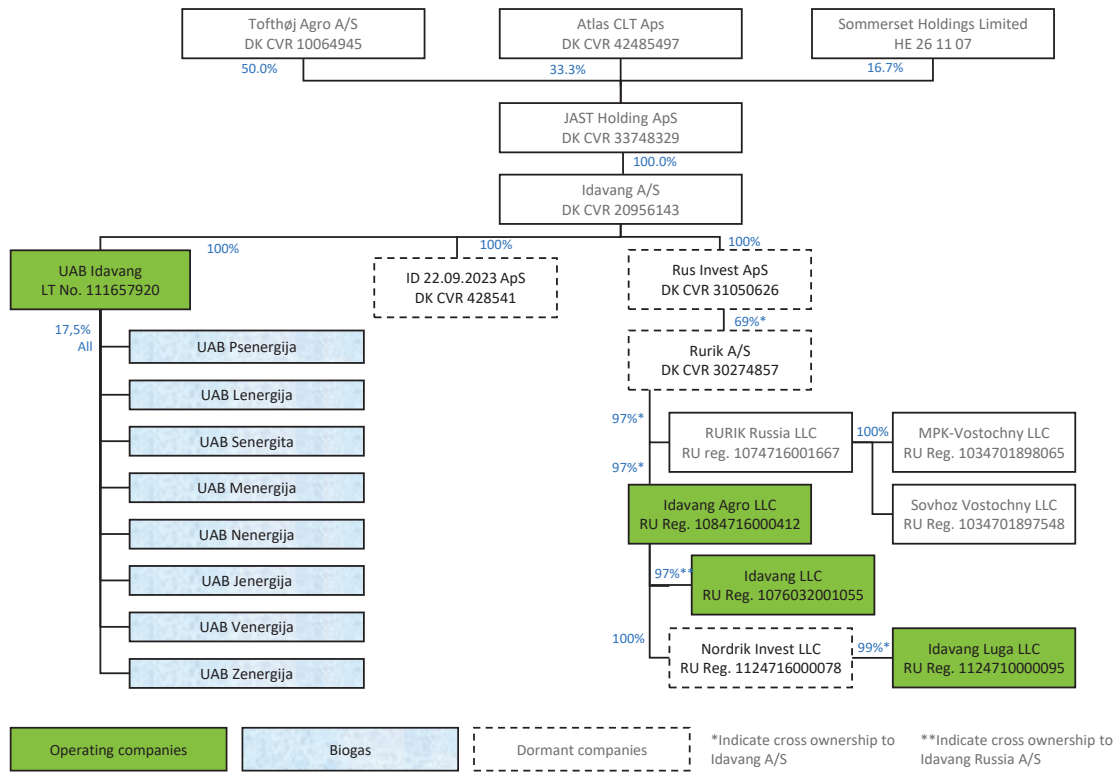 Tofthøj Agro A/S
DK CVR 10064945
Atlas CLT Aps
DK CVR 42485497
Sommerset Holdings Limited
HE 26 11 07
50.0%
33.3%
16.7%
JAST Holding ApS
DK CVR 33748329
100.0%
Idavang A/S
DK CVR 20956143
100%
100%
100%
UAB Idavang
LT No. 111657920
ID 22.09.2023 ApS
DK CVR 428541
Rus Invest ApS
DK CVR 31050626
17,5%
All
69%*
UAB Psenergija
Rurik A/S
DK CVR 30274857
UAB Lenergija
97%*
RURIK Russia LLC
RU reg. 1074716001667
100%
MPK-Vostochny LLC
RU Reg. 1034701898065
UAB Senergita
97%*
UAB Menergija
Idavang Agro LLC
RU Reg. 1084716000412
Sovhoz Vostochny LLC
RU Reg. 1034701897548
UAB Nenergija
UAB Jenergija
97%**
Idavang LLC
RU Reg. 1076032001055
UAB Venergija
100%
Nordrik Invest LLC
RU Reg. 1124716000078
99%*
Idavang Luga LLC
RU Reg. 1124710000095
UAB Zenergija
Operating companies
Biogas
Dormant companies
*Indicate cross ownership to
Idavang A/S
**Indicate cross ownership to
Idavang Russia A/S